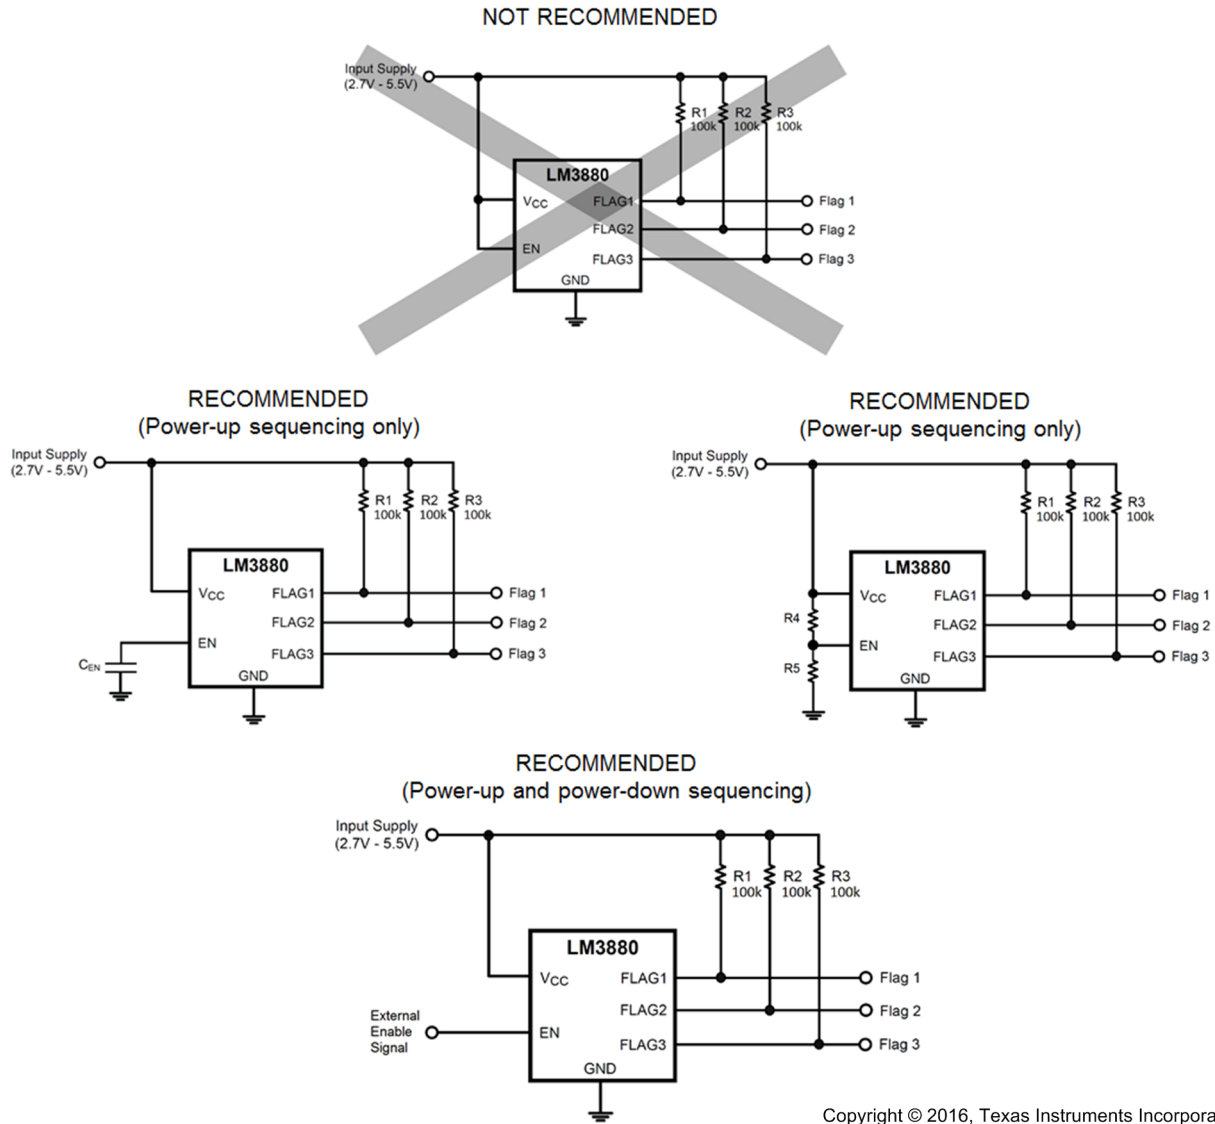 NOT RECOMMENDED
Input Supply
(2.7V - 5.5V)
R1
100k
R2
100k
R3
100k
LM3880
VCC
FLAG1
Flag 1
FLAG2
Flag 2
EN
FLAG3
Flag 3
GND
RECOMMENDED
(Power-up sequencing only)
Input Supply
(2.7V - 5.5V)
R1
100k
R2
100k
R3
100k
LM3880
VCC
FLAG1
Flag 1
FLAG2
Flag 2
EN
FLAG3
Flag 3
CEN
GND
RECOMMENDED
(Power-up sequencing only)
Input Supply
(2.7V - 5.5V)
R1
100k
R2
100k
R3
100k
LM3880
VCC
FLAG1
Flag 1
R4
FLAG2
Flag 2
EN
FLAG3
Flag 3
R5
GND
RECOMMENDED
(Power-up and power-down sequencing)
Input Supply
(2.7V - 5.5V)
R1
100k
R2
100k
R3
100k
LM3880
VCC
FLAG1
Flag 1
FLAG2
Flag 2
External
Enable
Signal
EN
FLAG3
Flag 3
GND
Copyright © 2016, Texas Instruments Incorpora